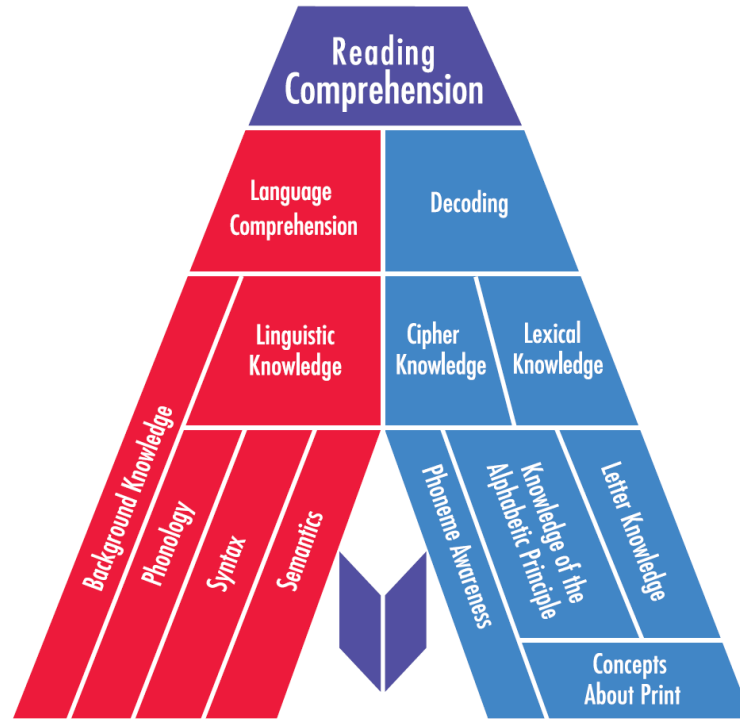 Reading
Comprehension
Language
Comprehension
Decoding
Background Knowledge
Linguistic
Knowledge
Cipher
Knowledge
Lexical
Knowledge
Phonology
Syntax
Semantics
Phoneme Awareness
Knowledge of the
Alphabetic Principle
Letter Knowledge
Concepts
About Print